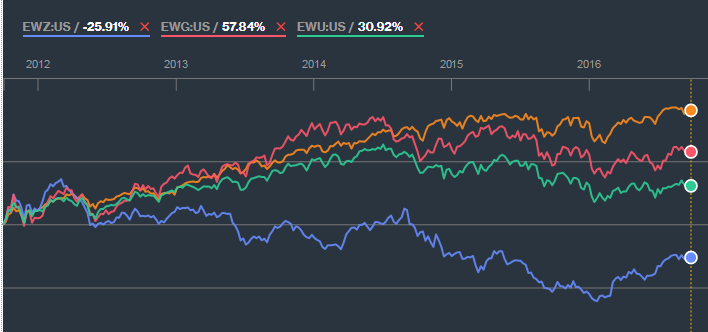 EWZ:US / -25.91% × EWG:US / 57.84% × EWU:US / 30.92% ×
2012 2013 2014 2015 2016